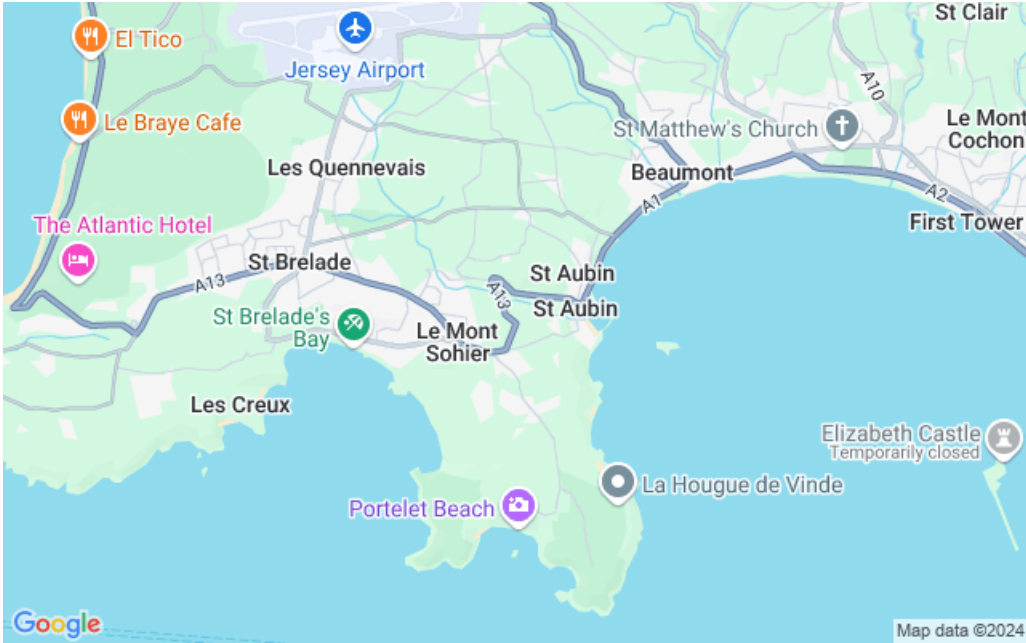 St Clair
El Tico
Jersey Airport
A10
Le Braye Cafe
St Matthew's Church
Le Mont
Cochon
Les Quennevais
Beaumont
A1
A2
The Atlantic Hotel
First Tower
St Brelade
A13
St Aubin
A13
St Aubin
St Brelade's
Bay
Le Mont
Sohier
Les Creux
Elizabeth Castle
Temporarily closed
La Hougue de Vinde
Portelet Beach
Google
Map data ©2024